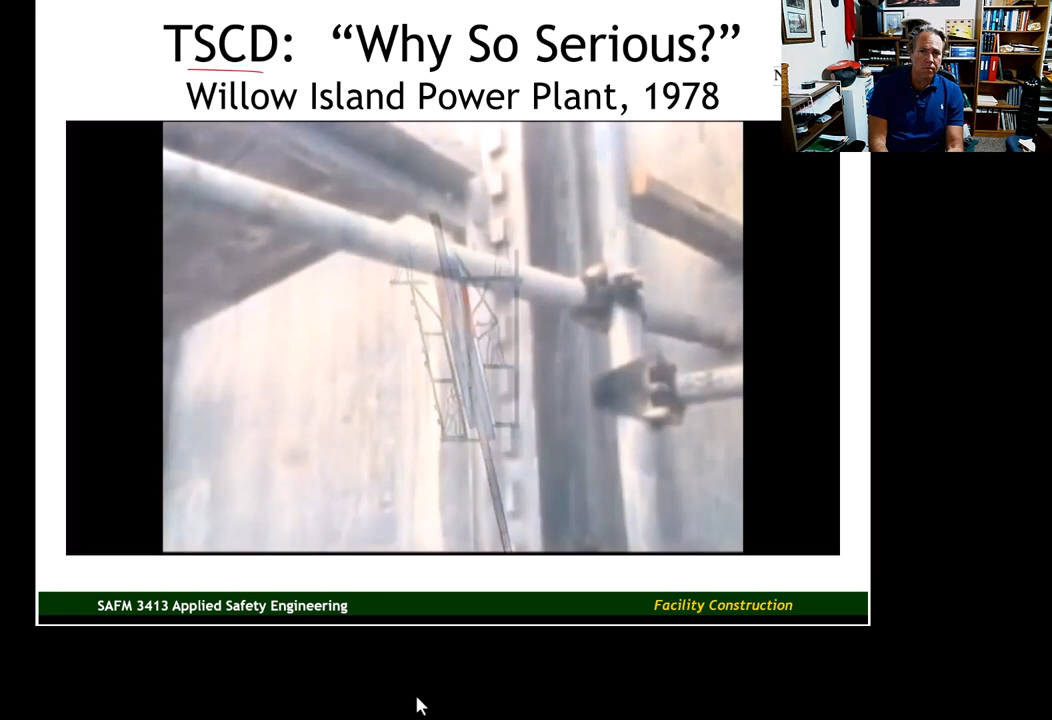 TSCD: “Why So Serious?”
Willow Island Power Plant, 1978
N
SAFM 3413 Applied Safety Engineering
Facility Construction